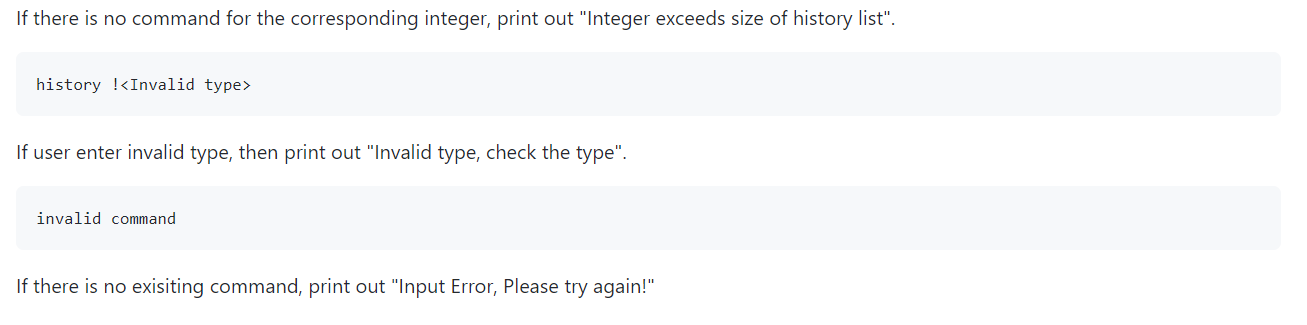 If there is no command for the corresponding integer, print out "Integer exceeds size of history list".
history !<Invalid type>
If user enter invalid type, then print out "Invalid type, check the type".
invalid command
If there is no exisiting command, print out "Input Error, Please try again!"